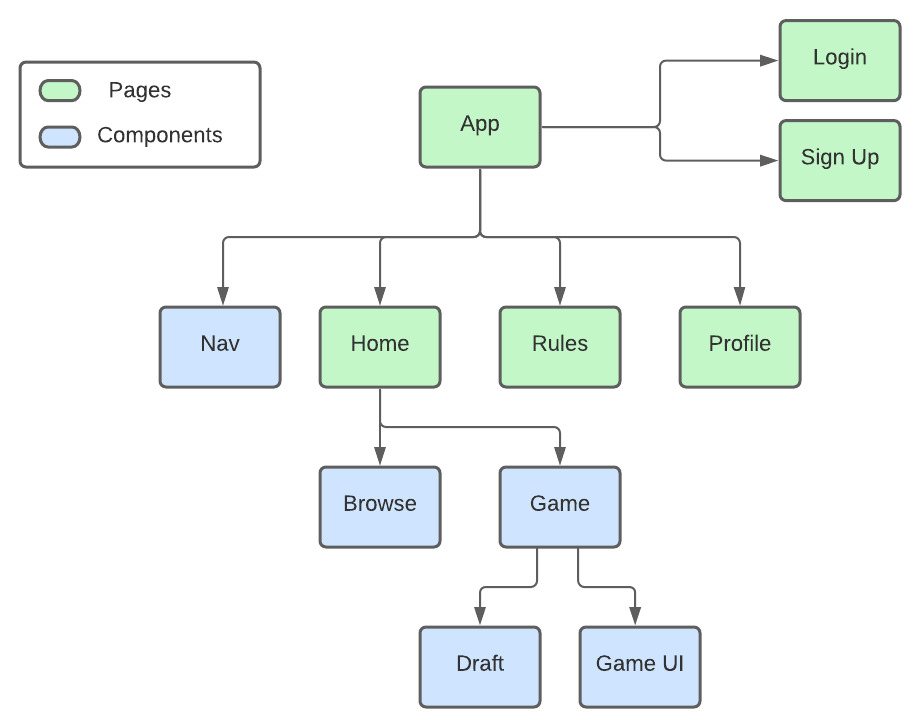 Login
Pages
Components
App
Sign Up
Nav
Home
Rules
Profile
Browse
Game
Draft
Game UI